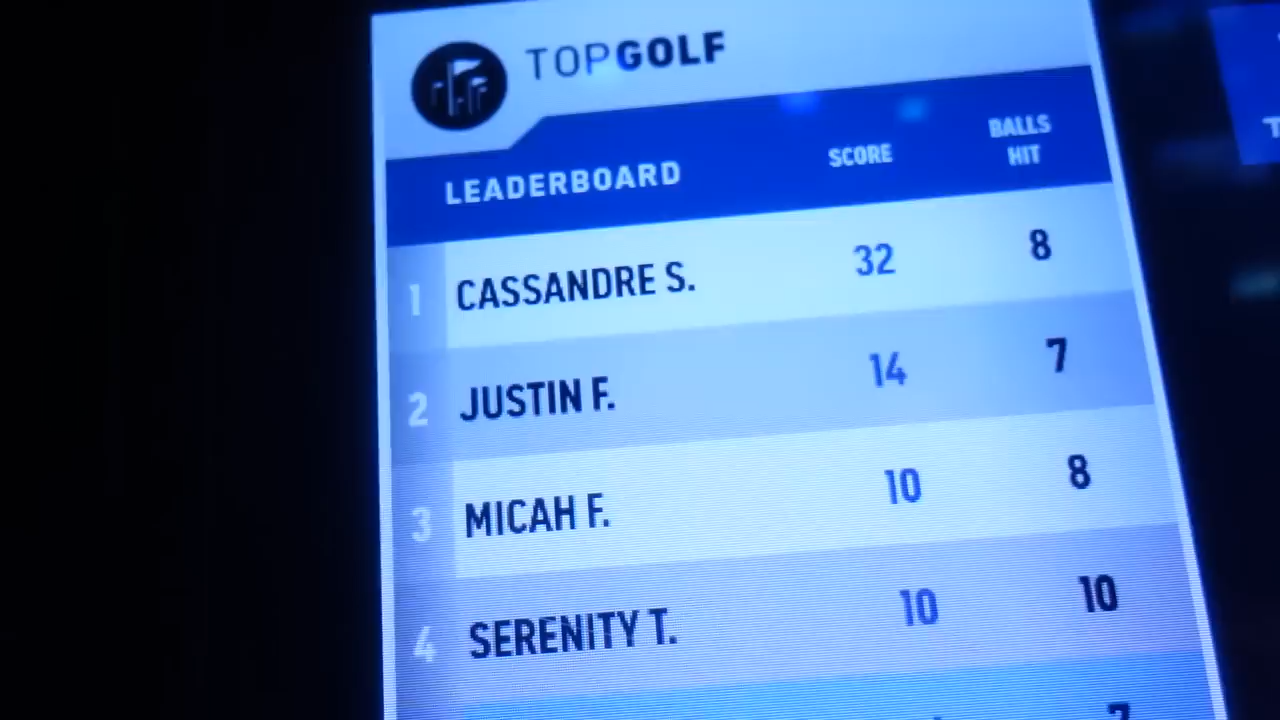 TOPGOLF
LEADERBOARD SCORE BALLS HIT
1 CASSANDRE S. 32 8
2 JUSTIN F. 14 7
3 MICAH F. 10 8
4 SERENITY T. 10 10